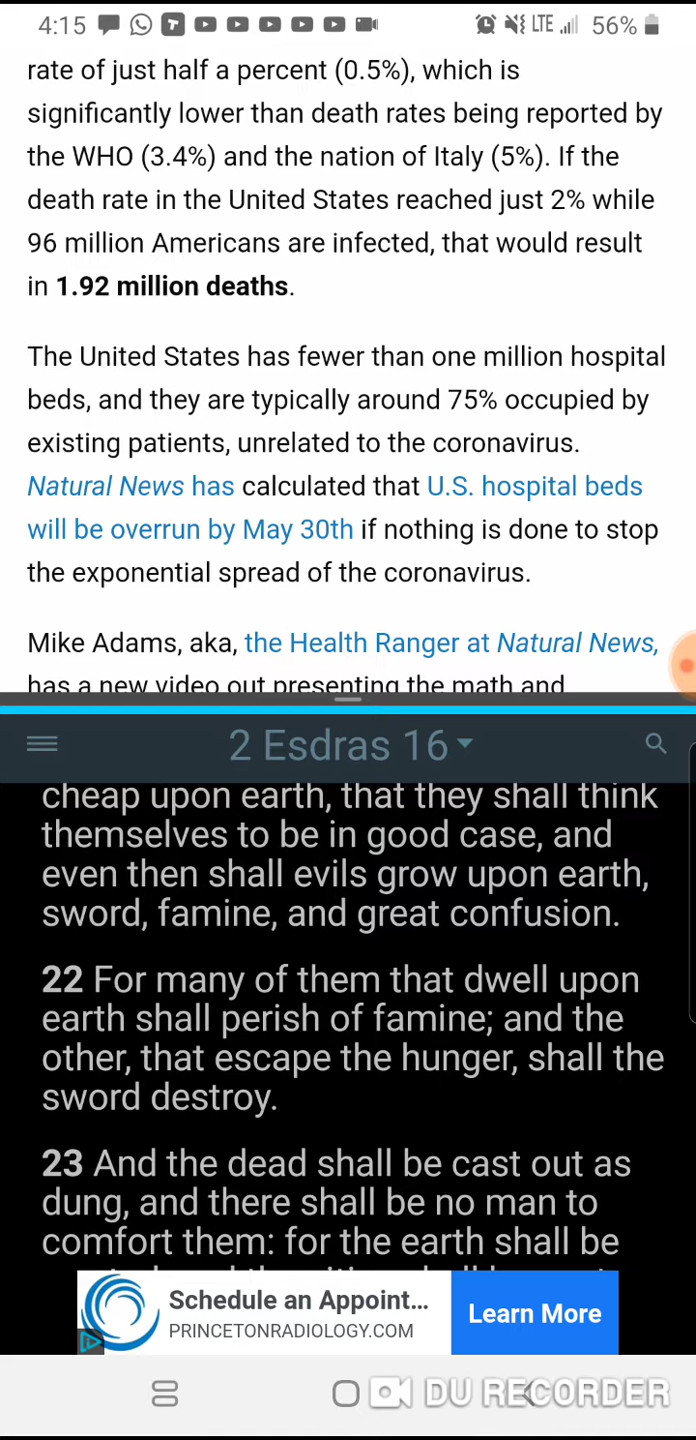 4:15
LTE 56%
rate of just half a percent (0.5%), which is
significantly lower than death rates being reported by
the WHO (3.4%) and the nation of Italy (5%). If the
death rate in the United States reached just 2% while
96 million Americans are infected, that would result
in 1.92 million deaths.
The United States has fewer than one million hospital
beds, and they are typically around 75% occupied by
existing patients, unrelated to the coronavirus.
Natural News has calculated that U.S. hospital beds
will be overrun by May 30th if nothing is done to stop
the exponential spread of the coronavirus.
Mike Adams, aka, the Health Ranger at Natural News,
has a new video out presenting the math and
2 Esdras 16
cheap upon earth, that they shall think
themselves to be in good case, and
even then shall evils grow upon earth,
sword, famine, and great confusion.
22 For many of them that dwell upon
earth shall perish of famine; and the
other, that escape the hunger, shall the
sword destroy.
23 And the dead shall be cast out as
dung, and there shall be no man to
comfort them: for the earth shall be
Schedule an Appoint...
PRINCETONRADIOLOGY.COM
Learn More
DU RECORDER